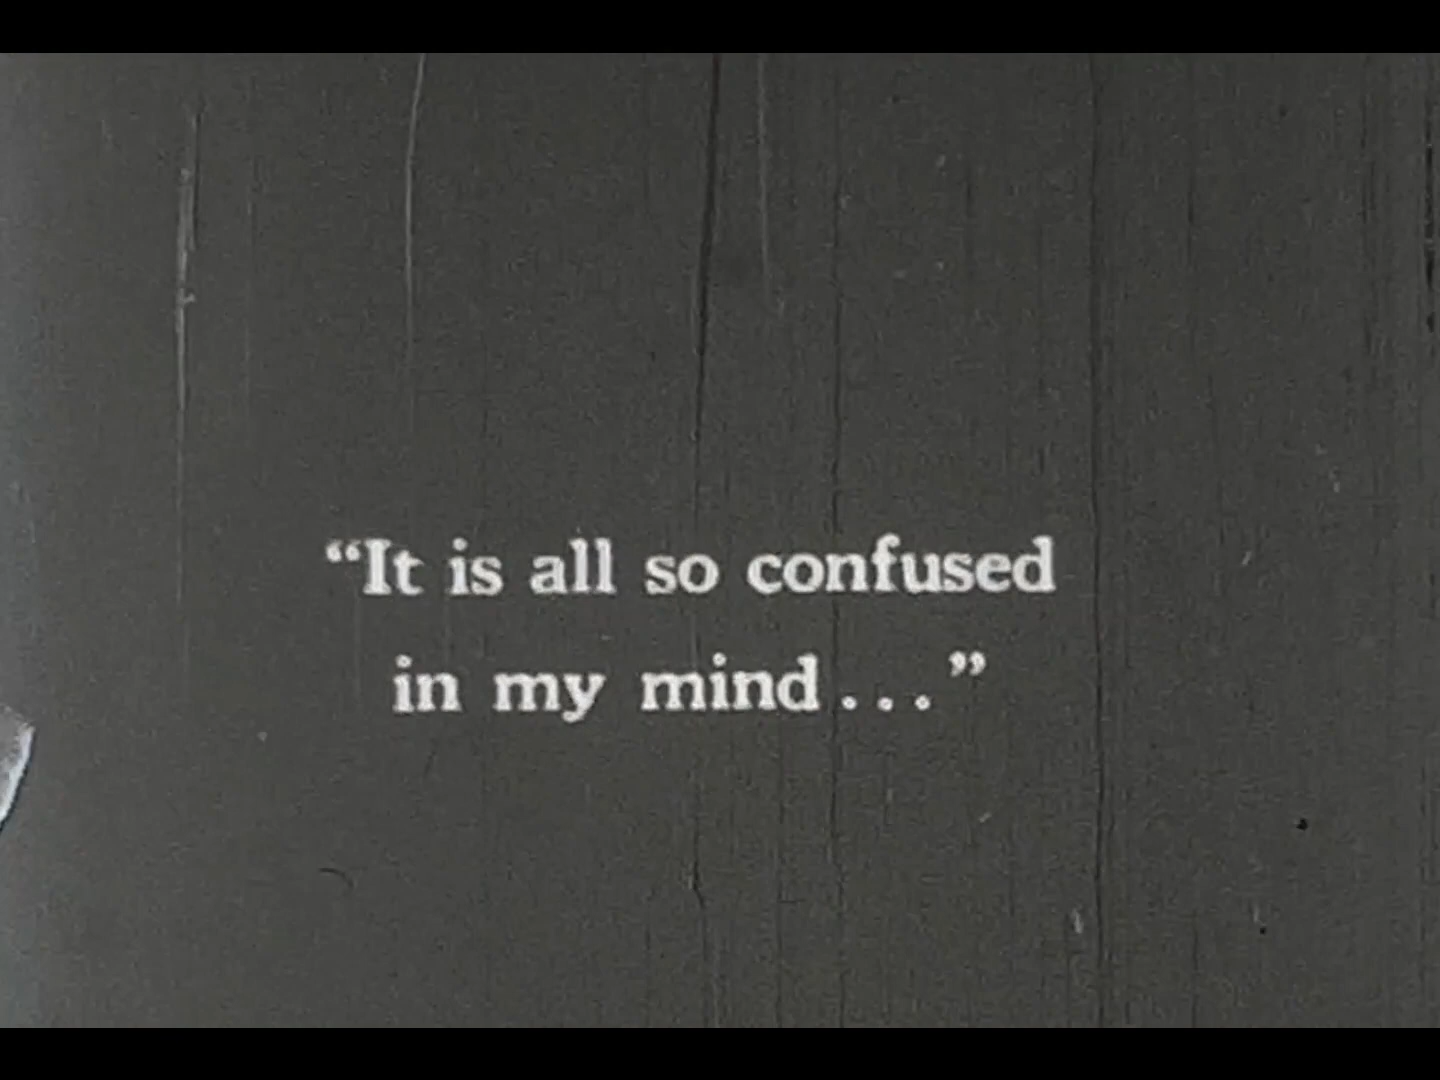 “It is all so confused
in my mind...”